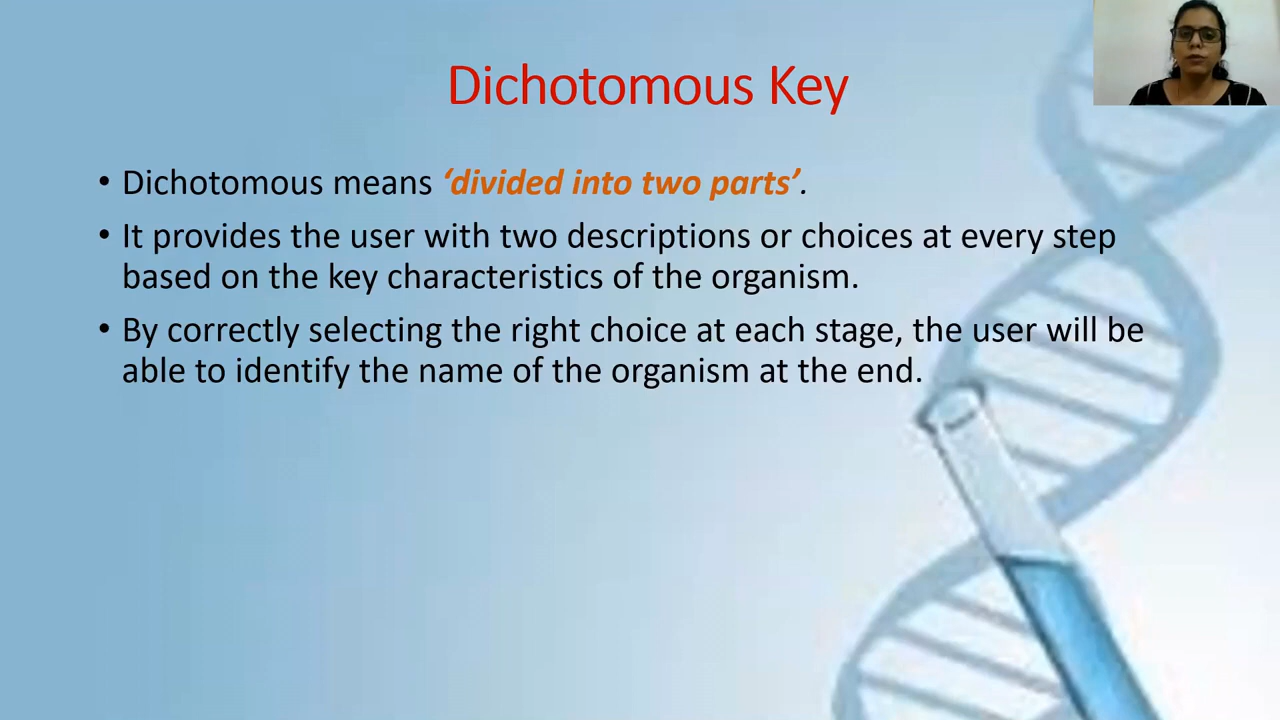 Dichotomous Key
• Dichotomous means ‘divided into two parts’.
• It provides the user with two descriptions or choices at every step
based on the key characteristics of the organism.
• By correctly selecting the right choice at each stage, the user will be
able to identify the name of the organism at the end.